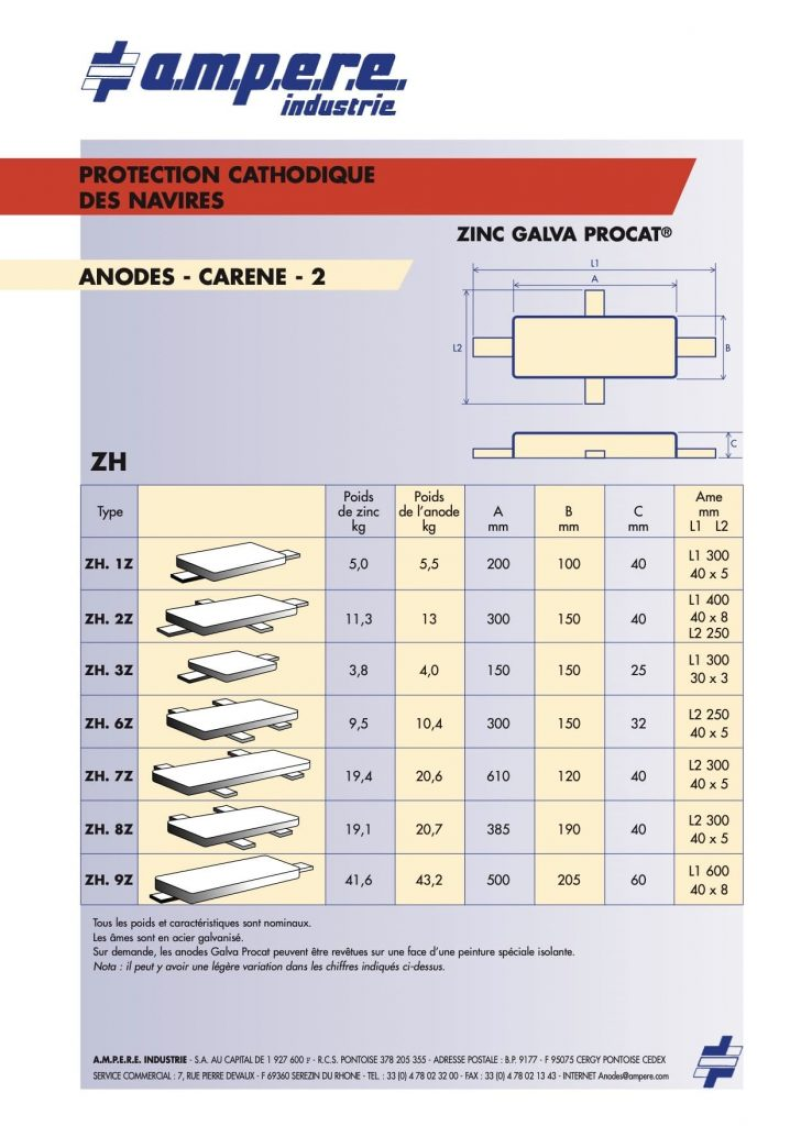 a.m.p.e.r.e.
industrie
PROTECTION CATHODIQUE
DES NAVIRES
ZINC GALVA PROCAT®
ANODES - CARENE - 2
L1
A
L2
B
C
ZH
Type
Poids de zinc kg
Poids de l'anode kg
A mm
B mm
C mm
Ame mm L1 L2
ZH. 1Z 5,0 5,5 200 100 40 L1 300 40 x 5
ZH. 2Z 11,3 13 300 150 40 L1 400 40 x 8 L2 250
ZH. 3Z 3,8 4,0 150 150 25 L1 300 30 x 3
ZH. 6Z 9,5 10,4 300 150 32 L2 250 40 x 5
ZH. 7Z 19,4 20,6 610 120 40 L2 300 40 x 5
ZH. 8Z 19,1 20,7 385 190 40 L2 300 40 x 5
ZH. 9Z 41,6 43,2 500 205 60 L1 600 40 x 8
Tous les poids et caractéristiques sont nominaux.
Les âmes sont en acier galvanisé.
Sur demande, les anodes Galva Procat peuvent être revêtues sur une face d'une peinture spéciale isolante.
Nota : il peut y avoir une légère variation dans les chiffres indiqués ci-dessus.
A.M.P.E.R.E. INDUSTRIE - S.A. AU CAPITAL DE 1 927 600 F - R.C.S. PONTOISE 378 205 355 - ADRESSE POSTALE : B.P. 9177 - F 95075 CERGY PONTOISE CEDEX
SERVICE COMMERCIAL : 7, RUE PIERRE DEVAUX - F 69360 SEREZIN DU RHONE - TEL. : 33 (0) 4 78 02 32 00 - FAX : 33 (0) 4 78 02 13 43 - INTERNET Anodes@ampere.com